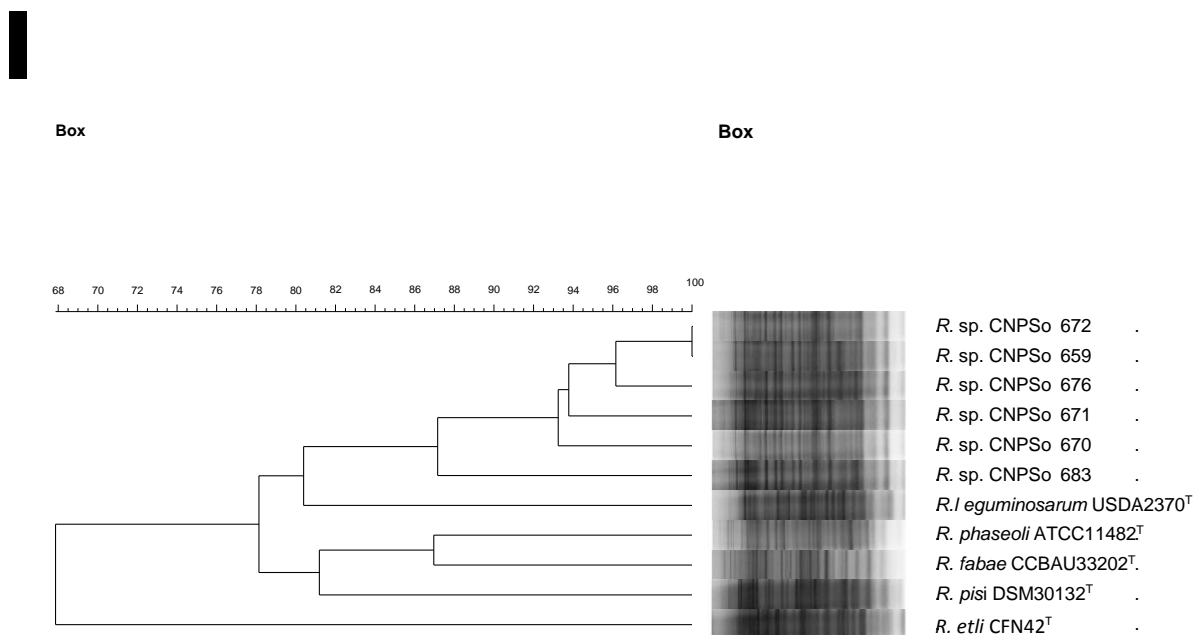 Box Box
68 70 72 74 76 78 80 82 84 86 88 90 92 94 96 98 100
R. sp. CNPSo 672 .
R. sp. CNPSo 659 .
R. sp. CNPSo 676 .
R. sp. CNPSo 671 .
R. sp. CNPSo 670 .
R. sp. CNPSo 683 .
R.l eguminosarum USDA2370ᵀ
R. phaseoli ATCC11482ᵀ.
R. fabae CCBAU33202ᵀ.
R. pisi DSM30132ᵀ .
R. etli CFN42ᵀ .